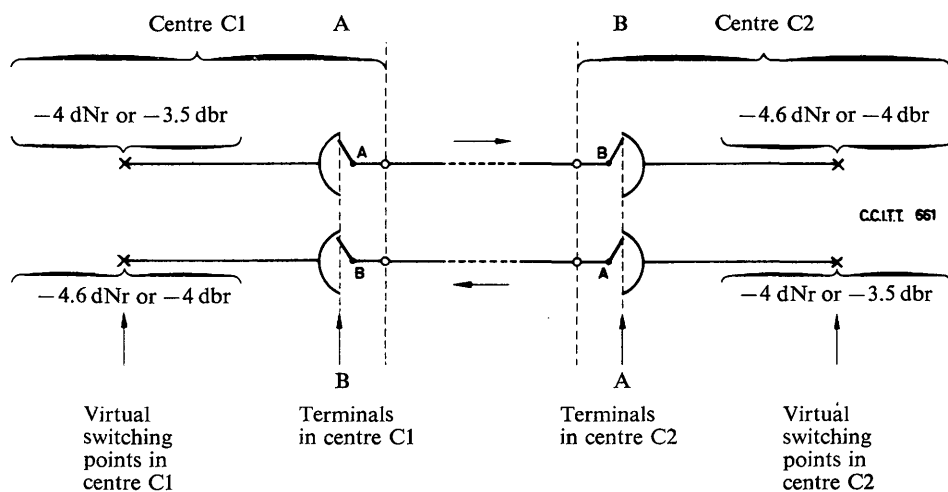 Centre C1 A B Centre C2
−4 dNr or −3.5 dbr −4.6 dNr or −4 dbr
A B
C.C.I.T.T. 661
B A
−4.6 dNr or −4 dbr −4 dNr or −3.5 dbr
B A
Virtual
switching
points in
centre C1
Terminals
in centre C1
Terminals
in centre C2
Virtual
switching
points in
centre C2